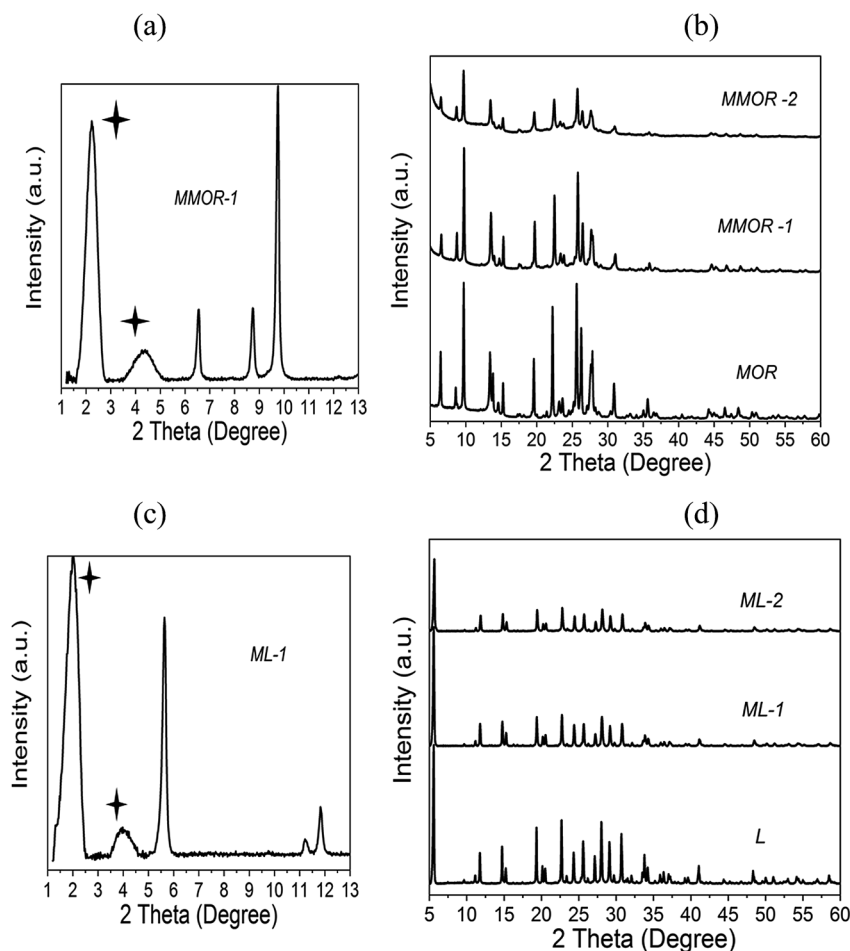 (a)
Intensity (a.u.)
MMOR-1
1 2 3 4 5 6 7 8 9 10 11 12 13
2 Theta (Degree)
(b)
Intensity (a.u.)
MMOR -2
MMOR -1
MOR
5 10 15 20 25 30 35 40 45 50 55 60
2 Theta (Degree)
(c)
Intensity (a.u.)
ML-1
1 2 3 4 5 6 7 8 9 10 11 12 13
2 Theta (Degree)
(d)
Intensity (a.u.)
ML-2
ML-1
L
5 10 15 20 25 30 35 40 45 50 55 60
2 Theta (Degree)